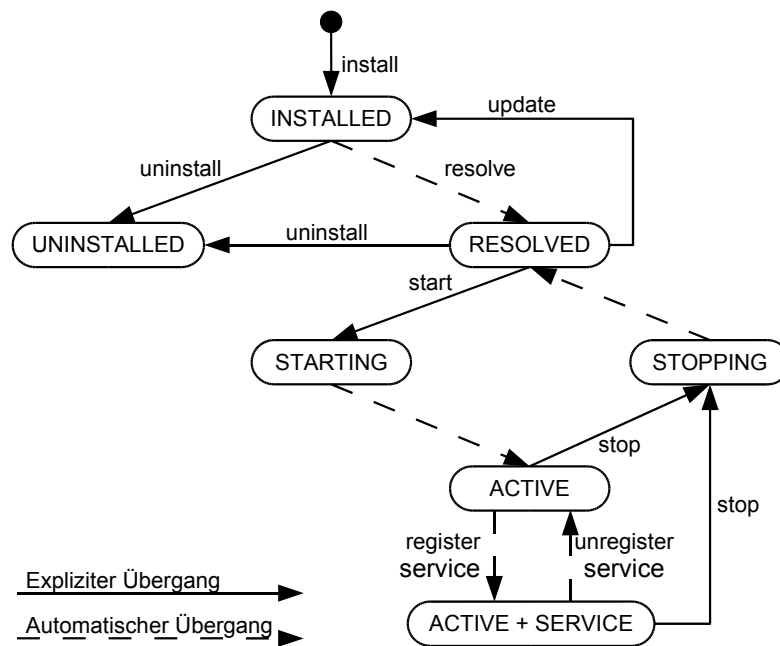 install
INSTALLED
update
uninstall
resolve
UNINSTALLED
uninstall
RESOLVED
start
STARTING
STOPPING
stop
ACTIVE
stop
register
service
unregister
service
Expliziter Übergang
ACTIVE + SERVICE
Automatischer Übergang